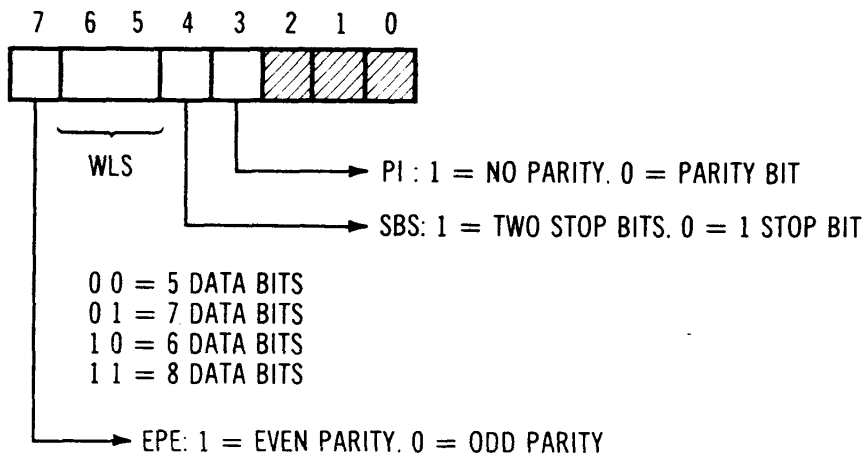 7 6 5 4 3 2 1 0
WLS
PI : 1 = NO PARITY. 0 = PARITY BIT
SBS: 1 = TWO STOP BITS. 0 = 1 STOP BIT
0 0 = 5 DATA BITS
0 1 = 7 DATA BITS
1 0 = 6 DATA BITS
1 1 = 8 DATA BITS
EPE: 1 = EVEN PARITY. 0 = ODD PARITY